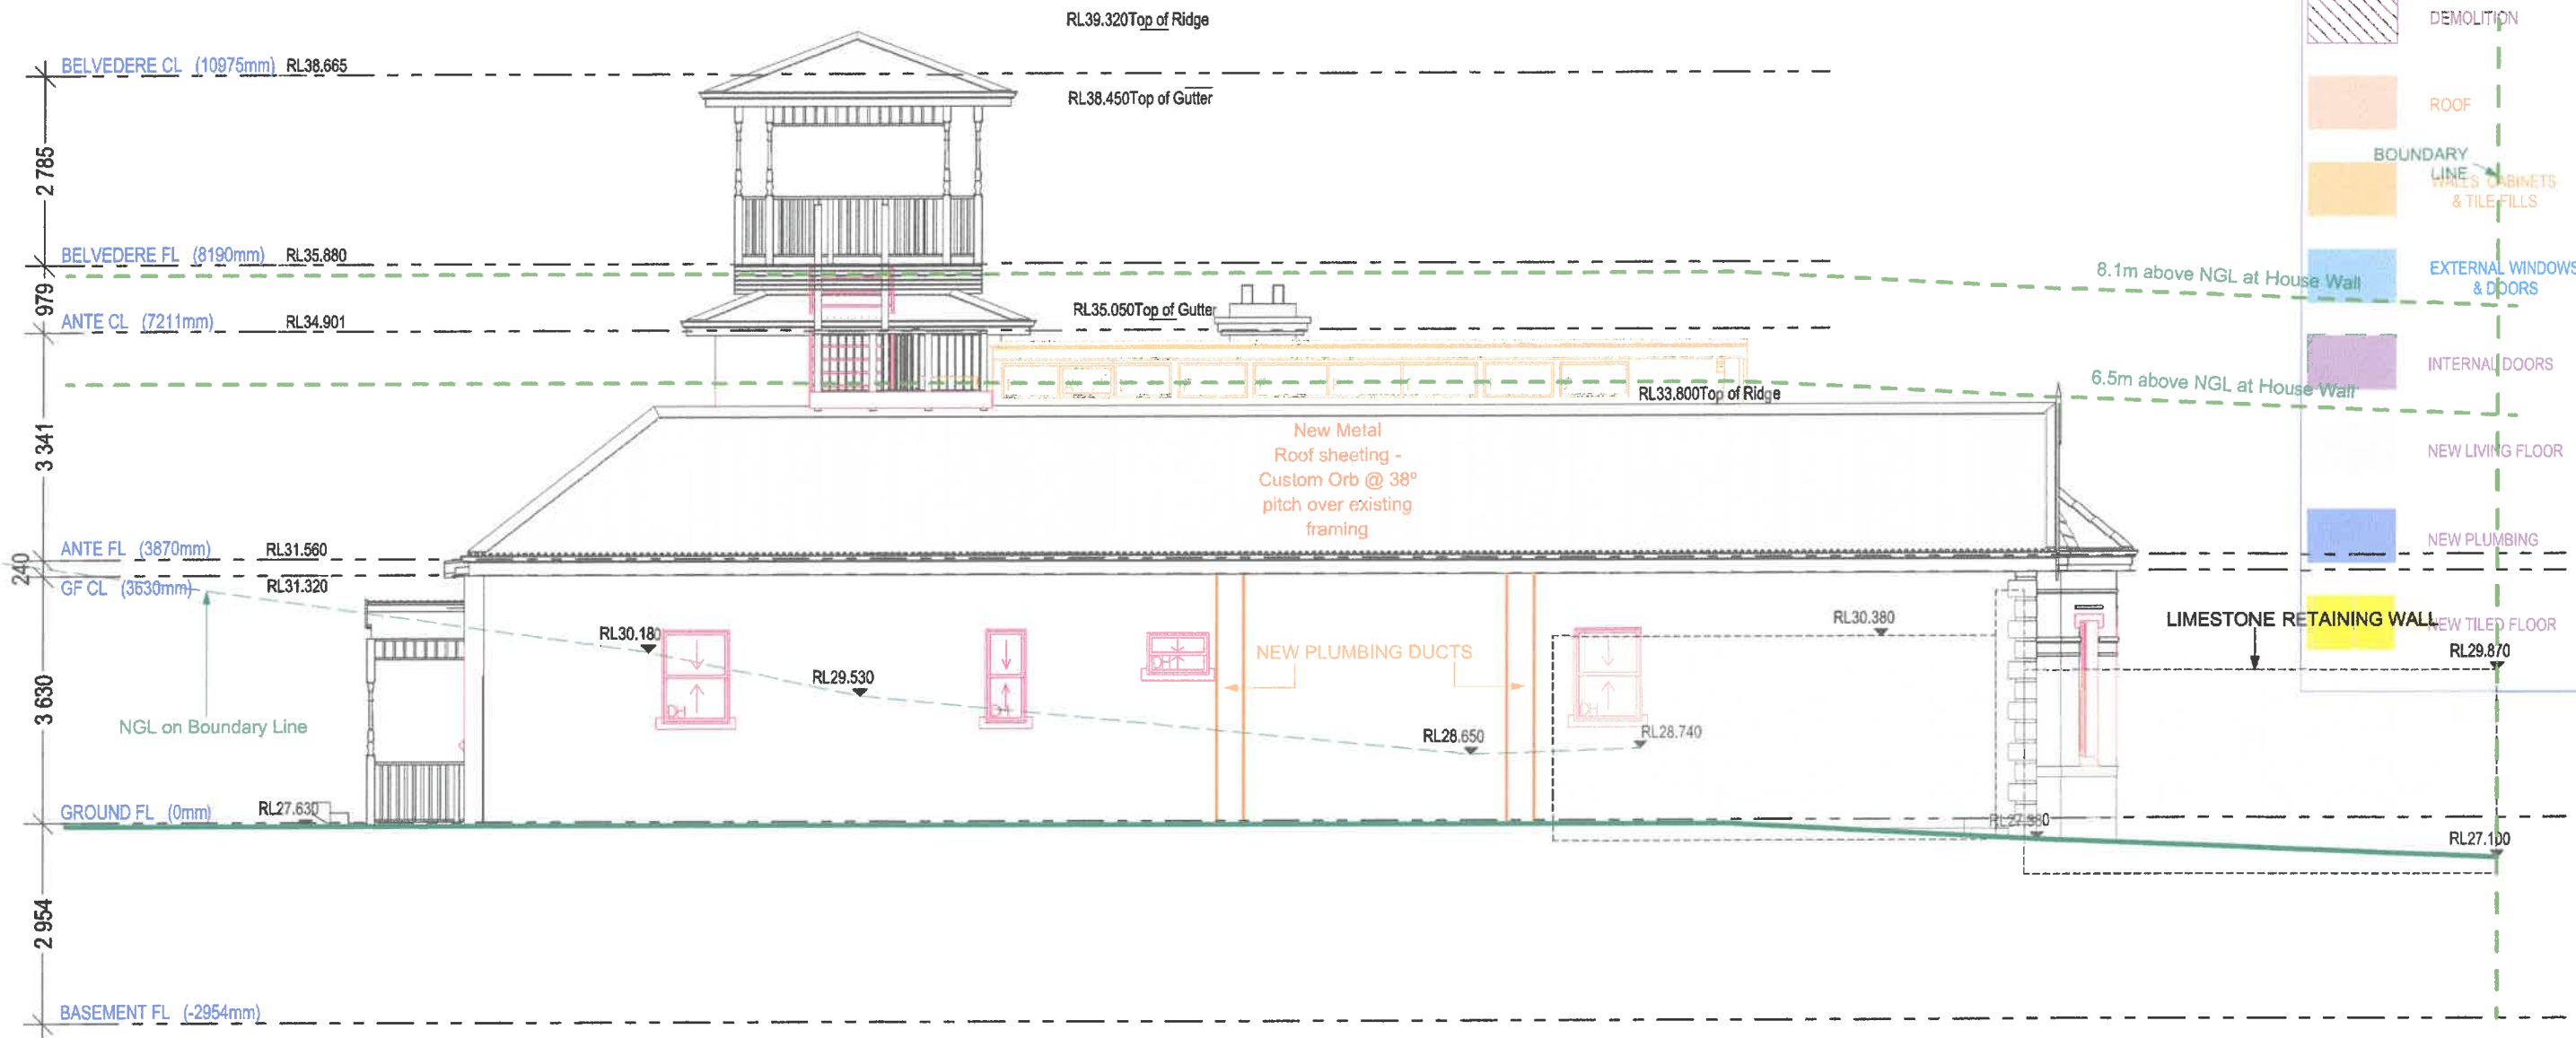 RL39.320Top of Ridge
DEMOLITION
BELVEDERE CL (10975mm) RL38.665
RL38.450Top of Gutter
ROOF
2 785
BOUNDARY
LINE
WALLS CABINETS
& TILE FILLS
BELVEDERE FL (8190mm) RL35.880
8.1m above NGL at House Wall
EXTERNAL WINDOWS
& DOORS
979
RL35.050Top of Gutter
ANTE CL (7211mm) RL34.901
INTERNAL DOORS
6.5m above NGL at House Wall
RL33.800Top of Ridge
3 341
New Metal
Roof sheeting -
Custom Orb @ 38º
pitch over existing
framing
NEW LIVING FLOOR
NEW PLUMBING
ANTE FL (3870mm) RL31.560
240
GF CL (3630mm) RL31.320
RL30.380
RL30.180
LIMESTONE RETAINING WALL
NEW TILED FLOOR
RL29.870
NEW PLUMBING DUCTS
DH
DH
DH
DH
RL29.530
3 630
NGL on Boundary Line
RL28.650
RL28.740
GROUND FL (0mm) RL27.630
RL27.100
2 954
BASEMENT FL (-2954mm)